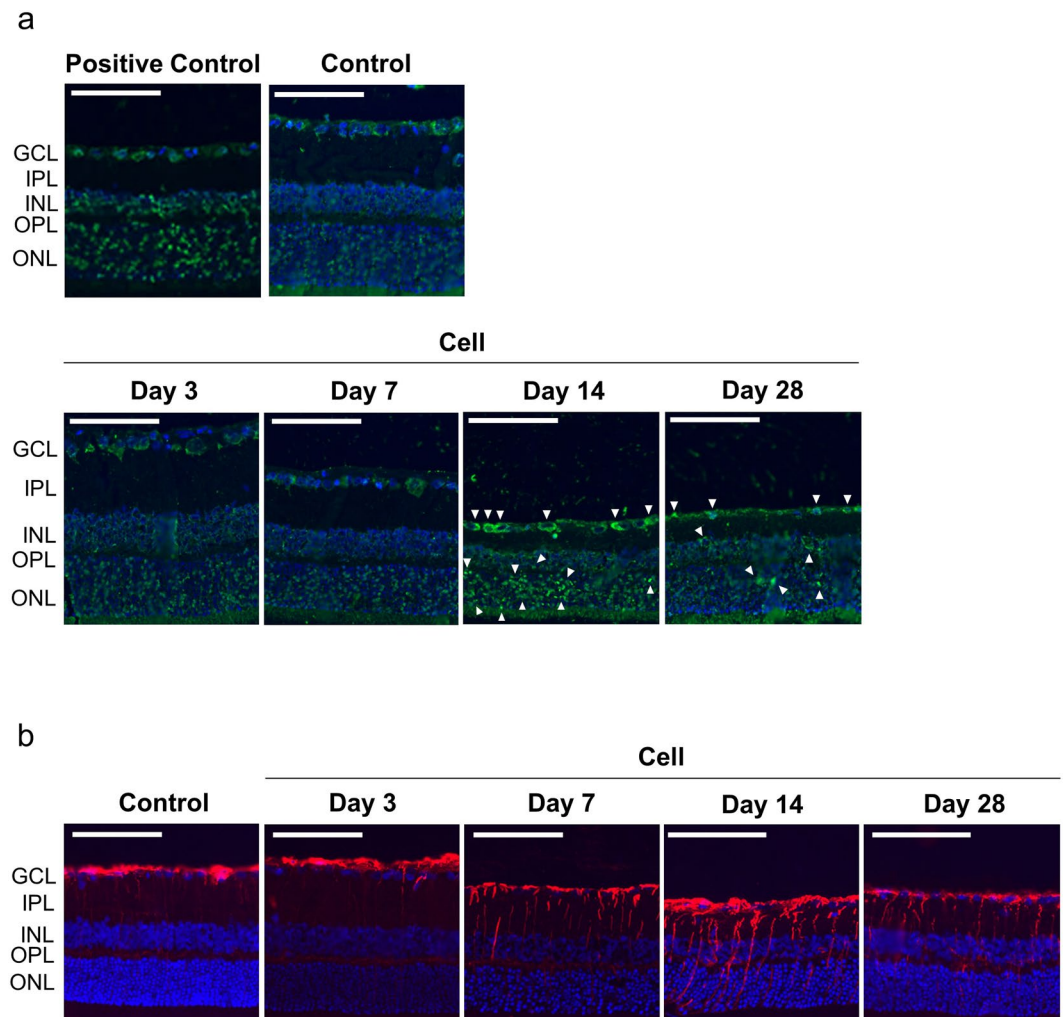 a
Positive Control Control
GCL
IPL
INL
OPL
ONL
Cell
Day 3 Day 7 Day 14 Day 28
GCL
IPL
INL
OPL
ONL
b
Cell
Control Day 3 Day 7 Day 14 Day 28
GCL
IPL
INL
OPL
ONL